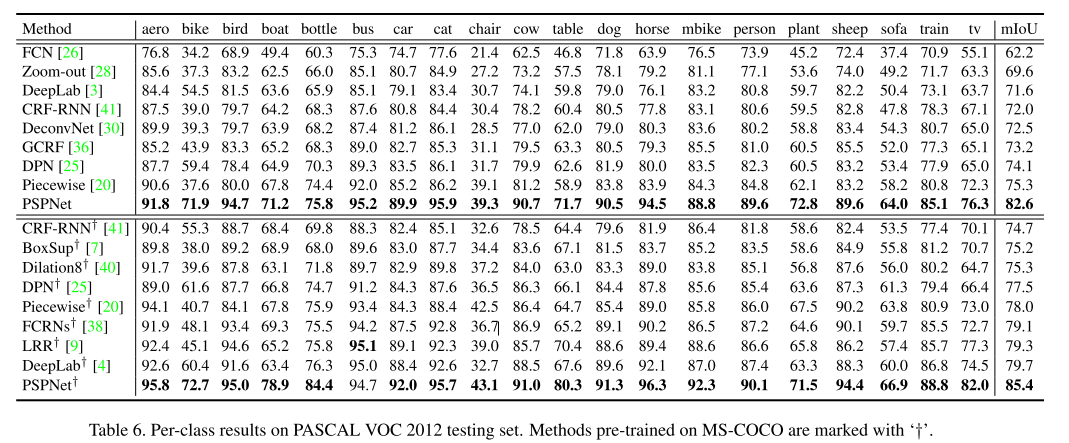 Method aero bike bird boat bottle bus car cat chair cow table dog horse mbike person plant sheep sofa train tv mIoU
FCN [26] 76.8 34.2 68.9 49.4 60.3 75.3 74.7 77.6 21.4 62.5 46.8 71.8 63.9 76.5 73.9 45.2 72.4 37.4 70.9 55.1 62.2
Zoom-out [28] 85.6 37.3 83.2 62.5 66.0 85.1 80.7 84.9 27.2 73.2 57.5 78.1 79.2 81.1 77.1 53.6 74.0 49.2 71.7 63.3 69.6
DeepLab [3] 84.4 54.5 81.5 63.6 65.9 85.1 79.1 83.4 30.7 74.1 59.8 79.0 76.1 83.2 80.8 59.7 82.2 50.4 73.1 63.7 71.6
CRF-RNN [41] 87.5 39.0 79.7 64.2 68.3 87.6 80.8 84.4 30.4 78.2 60.4 80.5 77.8 83.1 80.6 59.5 82.8 47.8 78.3 67.1 72.0
DeconvNet [30] 89.9 39.3 79.7 63.9 68.2 87.4 81.2 86.1 28.5 77.0 62.0 79.0 80.3 83.6 80.2 58.8 83.4 54.3 80.7 65.0 72.5
GCRF [36] 85.2 43.9 83.3 65.2 68.3 89.0 82.7 85.3 31.1 79.5 63.3 80.5 79.3 85.5 81.0 60.5 85.5 52.0 77.3 65.1 73.2
DPN [25] 87.7 59.4 78.4 64.9 70.3 89.3 83.5 86.1 31.7 79.9 62.6 81.9 80.0 83.5 82.3 60.5 83.2 53.4 77.9 65.0 74.1
Piecewise [20] 90.6 37.6 80.0 67.8 74.4 92.0 85.2 86.2 39.1 81.2 58.9 83.8 83.9 84.3 84.8 62.1 83.2 58.2 80.8 72.3 75.3
PSPNet 91.8 71.9 94.7 71.2 75.8 95.2 89.9 95.9 39.3 90.7 71.7 90.5 94.5 88.8 89.6 72.8 89.6 64.0 85.1 76.3 82.6
CRF-RNN† [41] 90.4 55.3 88.7 68.4 69.8 88.3 82.4 85.1 32.6 78.5 64.4 79.6 81.9 86.4 81.8 58.6 82.4 53.5 77.4 70.1 74.7
BoxSup† [7] 89.8 38.0 89.2 68.9 68.0 89.6 83.0 87.7 34.4 83.6 67.1 81.5 83.7 85.2 83.5 58.6 84.9 55.8 81.2 70.7 75.2
Dilation8† [40] 91.7 39.6 87.8 63.1 71.8 89.7 82.9 89.8 37.2 84.0 63.0 83.3 89.0 83.8 85.1 56.8 87.6 56.0 80.2 64.7 75.3
DPN† [25] 89.0 61.6 87.7 66.8 74.7 91.2 84.3 87.6 36.5 86.3 66.1 84.4 87.8 85.6 85.4 63.6 87.3 61.3 79.4 66.4 77.5
Piecewise† [20] 94.1 40.7 84.1 67.8 75.9 93.4 84.3 88.4 42.5 86.4 64.7 85.4 89.0 85.8 86.0 67.5 90.2 63.8 80.9 73.0 78.0
FCRNs† [38] 91.9 48.1 93.4 69.3 75.5 94.2 87.5 92.8 36.7 86.9 65.2 89.1 90.2 86.5 87.2 64.6 90.1 59.7 85.5 72.7 79.1
LRR† [9] 92.4 45.1 94.6 65.2 75.8 95.1 89.1 92.3 39.0 85.7 70.4 88.6 89.4 88.6 86.6 65.8 86.2 57.4 85.7 77.3 79.3
DeepLab† [4] 92.6 60.4 91.6 63.4 76.3 95.0 88.4 92.6 32.7 88.5 67.6 89.6 92.1 87.0 87.4 63.3 88.3 60.0 86.8 74.5 79.7
PSPNet† 95.8 72.7 95.0 78.9 84.4 94.7 92.0 95.7 43.1 91.0 80.3 91.3 96.3 92.3 90.1 71.5 94.4 66.9 88.8 82.0 85.4
Table 6. Per-class results on PASCAL VOC 2012 testing set. Methods pre-trained on MS-COCO are marked with ‘†’.